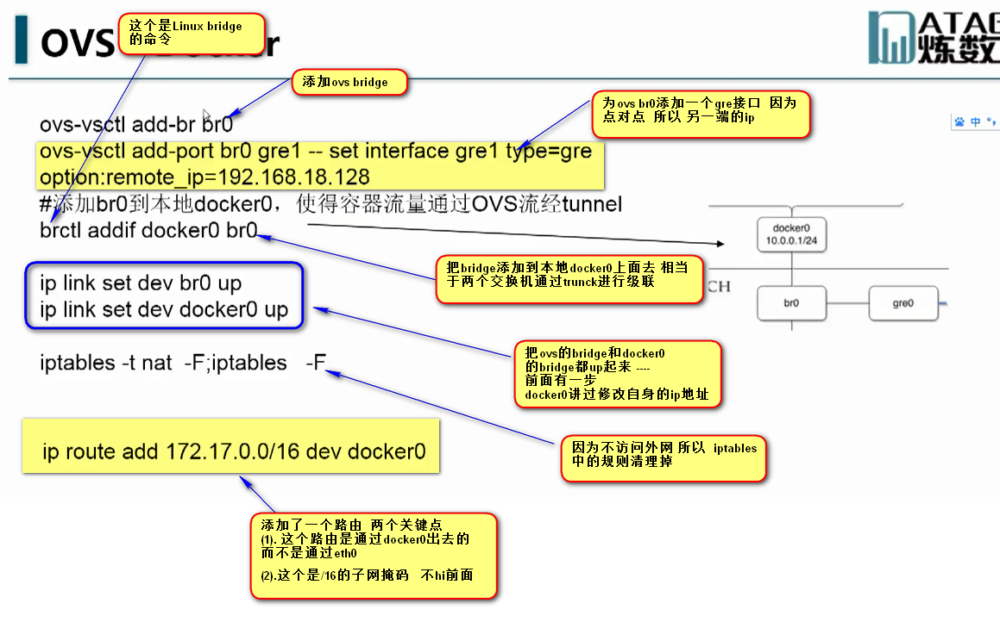 OVS
er
这个是Linux bridge
的命令
ATAG
炼数
添加ovs bridge
ovs-vsctl add-br br0
为ovs br0添加一个gre接口 因为
点对点 所以 另一端的ip
中 °,
ovs-vsctl add-port br0 gre1 -- set interface gre1 type=gre
option:remote_ip=192.168.18.128
#添加br0到本地docker0，使得容器流量通过OVS流经tunnel
brctl addif docker0 br0
docker0
10.0.0.1/24
把bridge添加到本地docker0上面去 相当
于两个交换机通过trunck进行级联
CH
br0
gre0
ip link set dev br0 up
ip link set dev docker0 up
把ovs的bridge和docker0
的bridge都up起来 ----
前面有一步
docker0讲过修改自身的ip地址
iptables -t nat -F;iptables -F
因为不访问外网 所以 iptables
中的规则清理掉
ip route add 172.17.0.0/16 dev docker0
添加了一个路由 两个关键点
(1). 这个路由是通过docker0出去的
而不是通过eth0
(2).这个是/16的子网掩码 不hi前面